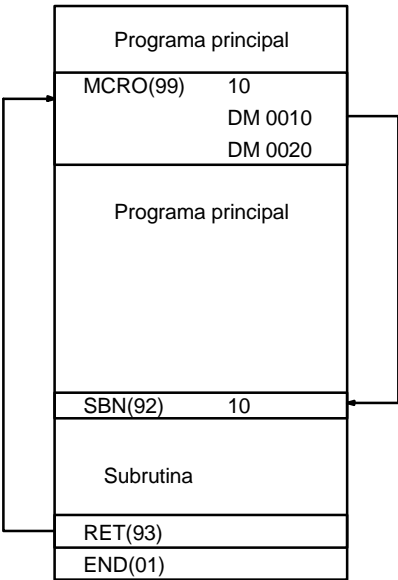 Programa principal
MCRO(99) 10
DM 0010
DM 0020
Programa principal
SBN(92) 10
Subrutina
RET(93)
END(01)